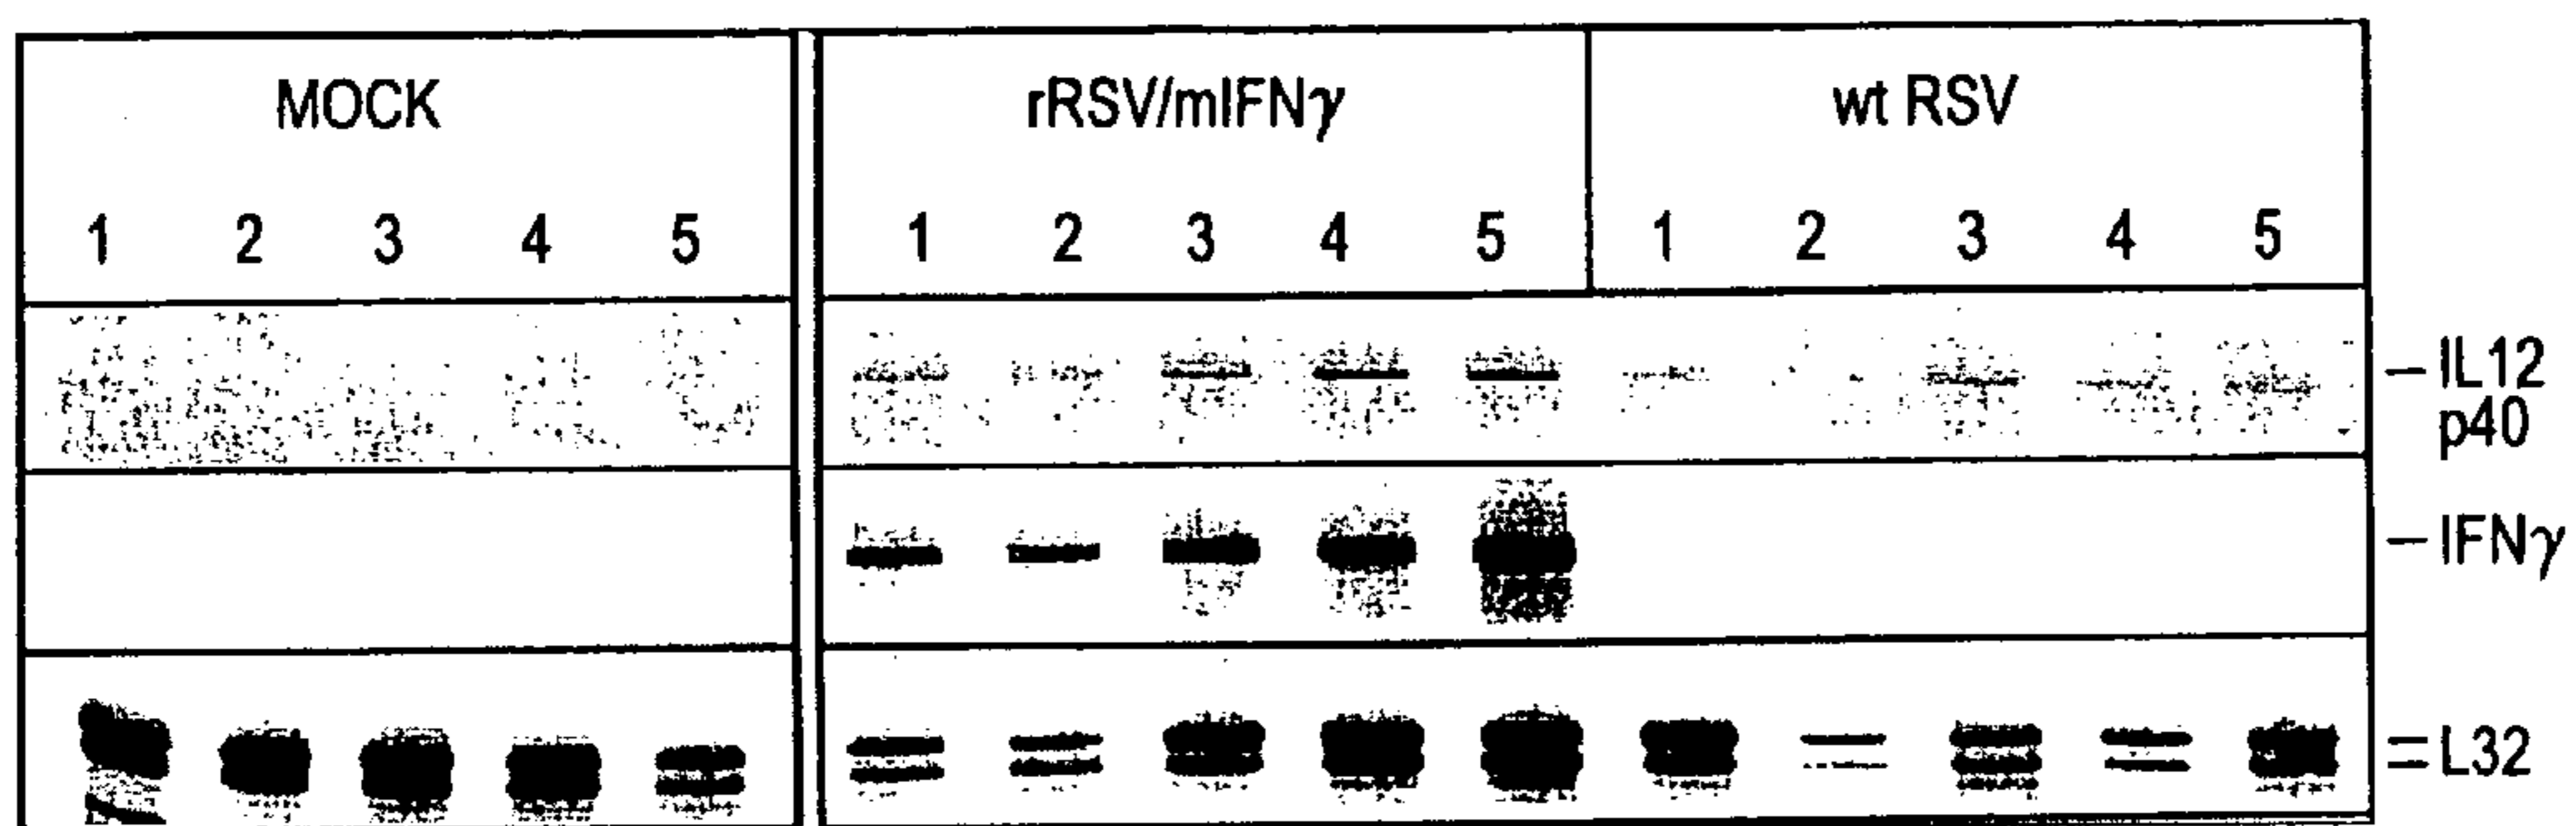 MOCK rRSV/mIFNγ wt RSV
1 2 3 4 5 1 2 3 4 5 1 2 3 4 5
IL12
p40
IFNγ
L32